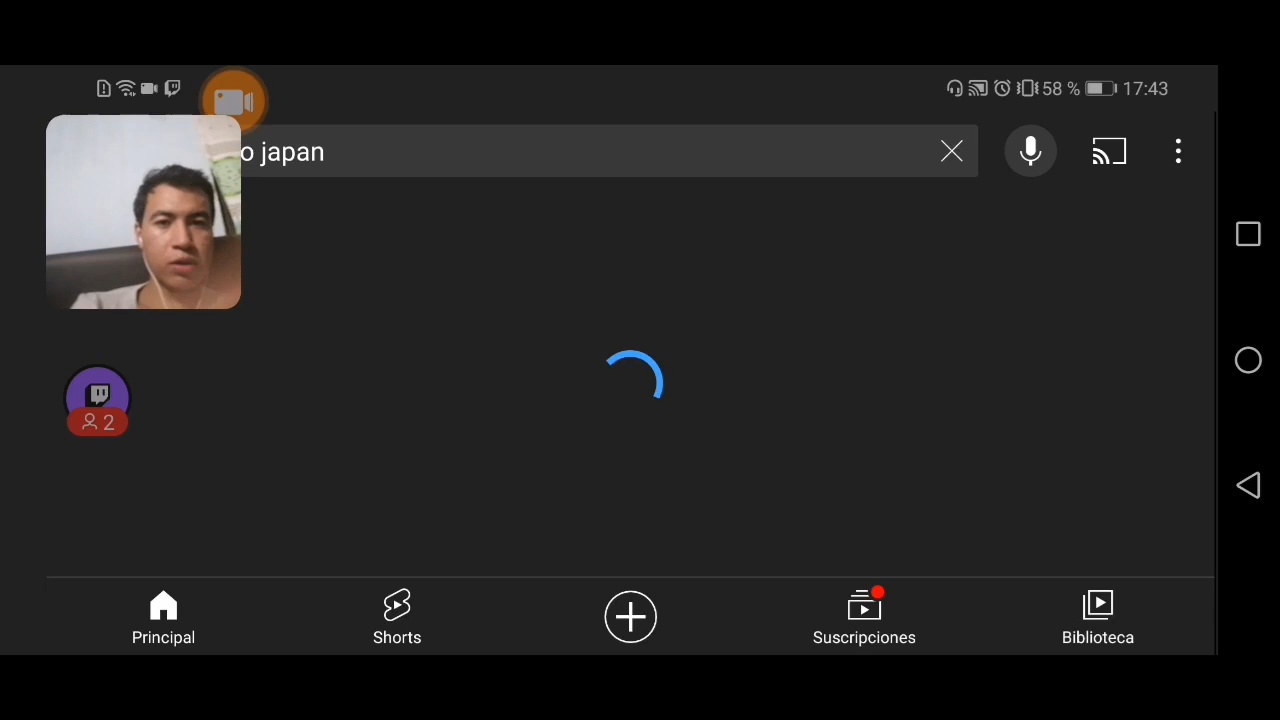 58 % 17:43
o japan
2
Principal
Shorts
Suscripciones
Biblioteca